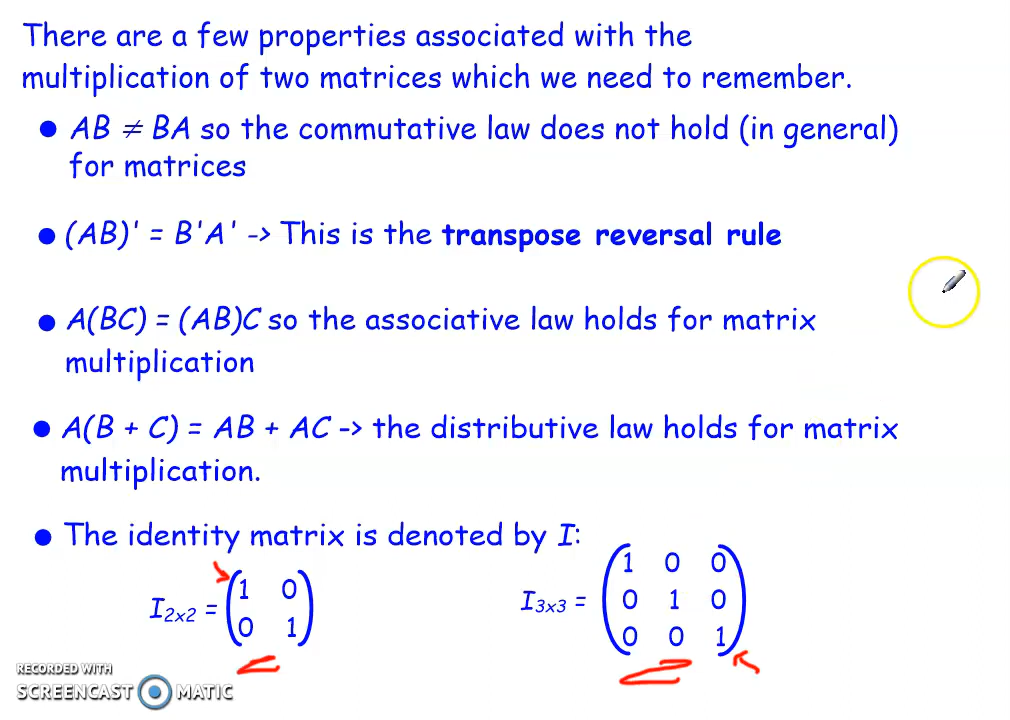 There are a few properties associated with the
multiplication of two matrices which we need to remember.
● AB ≠ BA so the commutative law does not hold (in general)
for matrices
● (AB)' = B'A' -> This is the transpose reversal rule
● A(BC) = (AB)C so the associative law holds for matrix
multiplication
● A(B + C) = AB + AC -> the distributive law holds for matrix
multiplication.
● The identity matrix is denoted by I:
I2x2 =
1 0
0 1
I3x3 =
1 0 0
0 1 0
0 0 1
RECORDED WITH
SCREENCAST MATIC